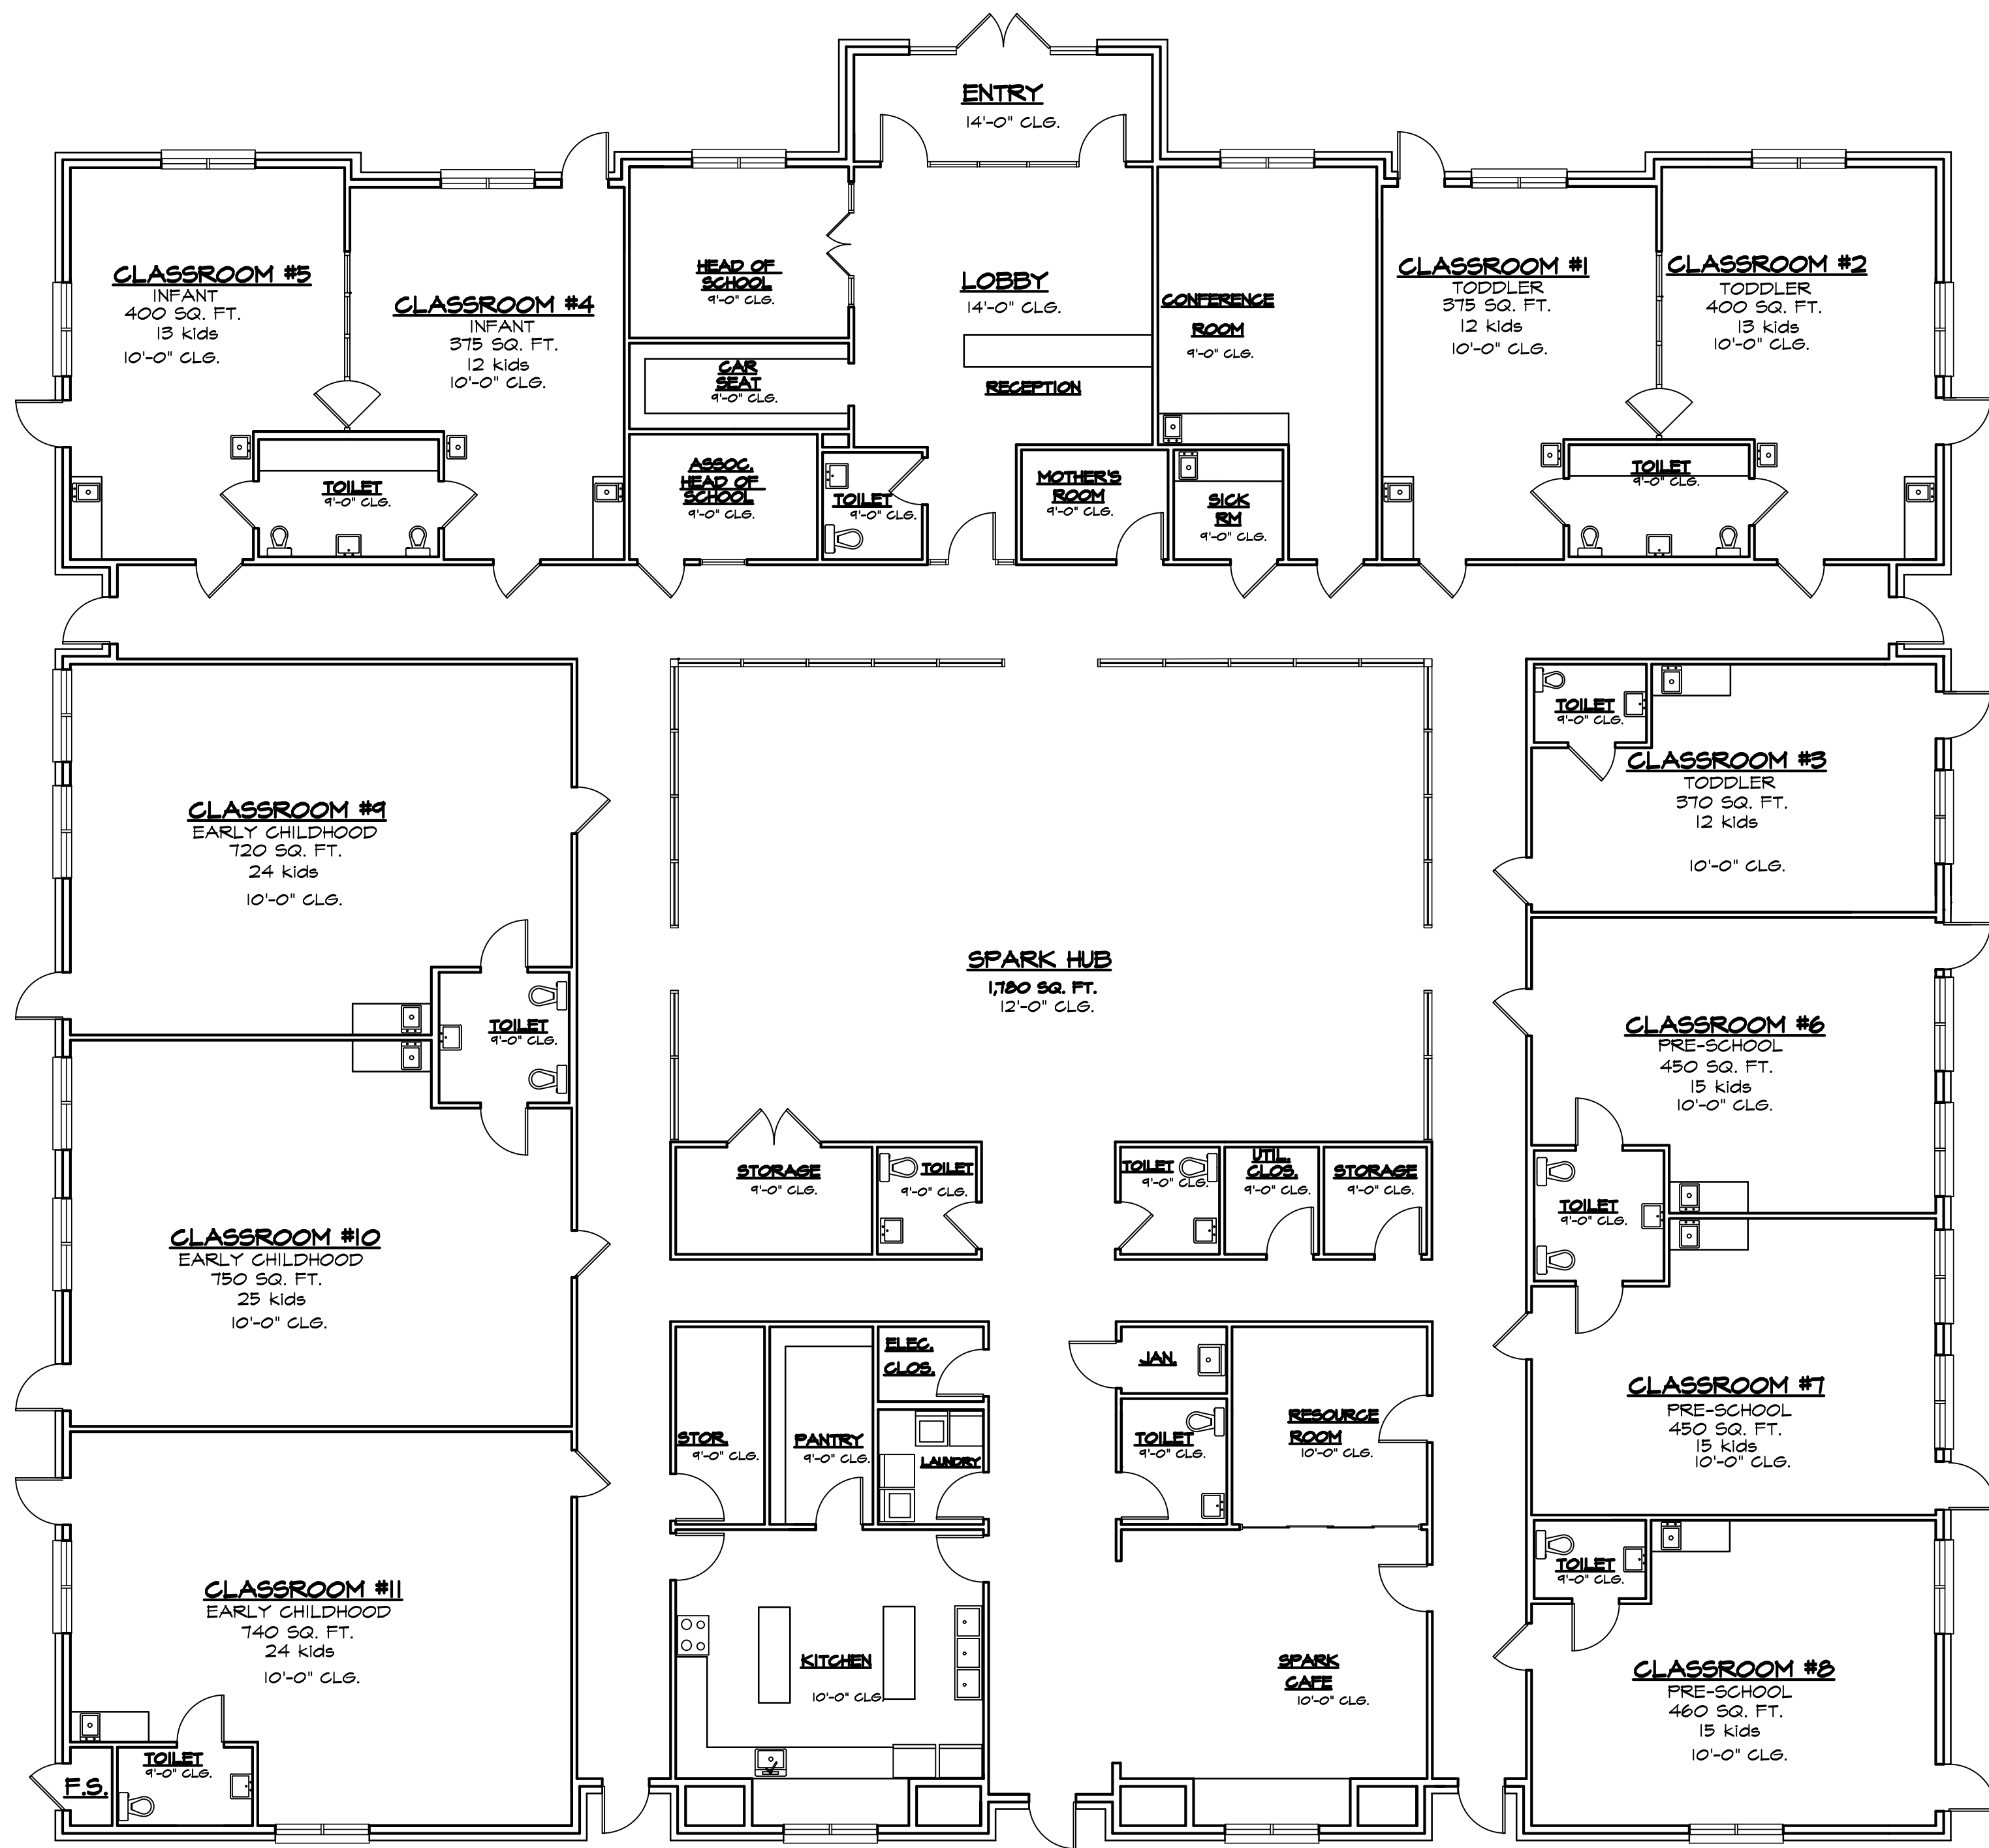 ENTRY
14'-0" CLG.
CLASSROOM #5
INFANT
400 SQ. FT.
13 kids
10'-0" CLG.
CLASSROOM #4
INFANT
375 SQ. FT.
12 kids
10'-0" CLG.
HEAD OF
SCHOOL
9'-0" CLG.
CAR
SEAT
9'-0" CLG.
ASSOC.
HEAD OF
SCHOOL
9'-0" CLG.
LOBBY
14'-0" CLG.
RECEPTION
CONFERENCE
ROOM
9'-0" CLG.
CLASSROOM #1
TODDLER
375 SQ. FT.
12 kids
10'-0" CLG.
CLASSROOM #2
TODDLER
400 SQ. FT.
13 kids
10'-0" CLG.
TOILET
9'-0" CLG.
TOILET
9'-0" CLG.
MOTHER'S
ROOM
9'-0" CLG.
SICK
RM
9'-0" CLG.
TOILET
9'-0" CLG.
CLASSROOM #9
EARLY CHILDHOOD
720 SQ. FT.
24 kids
10'-0" CLG.
TOILET
9'-0" CLG.
SPARK HUB
1,780 SQ. FT.
12'-0" CLG.
TOILET
9'-0" CLG.
CLASSROOM #3
TODDLER
370 SQ. FT.
12 kids
10'-0" CLG.
CLASSROOM #6
PRE-SCHOOL
450 SQ. FT.
15 kids
10'-0" CLG.
STORAGE
9'-0" CLG.
TOILET
9'-0" CLG.
TOILET
9'-0" CLG.
UTIL.
CLOS.
9'-0" CLG.
STORAGE
9'-0" CLG.
TOILET
9'-0" CLG.
CLASSROOM #10
EARLY CHILDHOOD
750 SQ. FT.
25 kids
10'-0" CLG.
STOR.
9'-0" CLG.
PANTRY
9'-0" CLG.
ELEC.
CLOS.
LAUNDRY
JAN.
TOILET
9'-0" CLG.
RESOURCE
ROOM
10'-0" CLG.
CLASSROOM #7
PRE-SCHOOL
450 SQ. FT.
15 kids
10'-0" CLG.
CLASSROOM #11
EARLY CHILDHOOD
740 SQ. FT.
24 kids
10'-0" CLG.
TOILET
9'-0" CLG.
F.S.
KITCHEN
10'-0" CLG.
SPARK
CAFE
10'-0" CLG.
TOILET
9'-0" CLG.
CLASSROOM #8
PRE-SCHOOL
460 SQ. FT.
15 kids
10'-0" CLG.